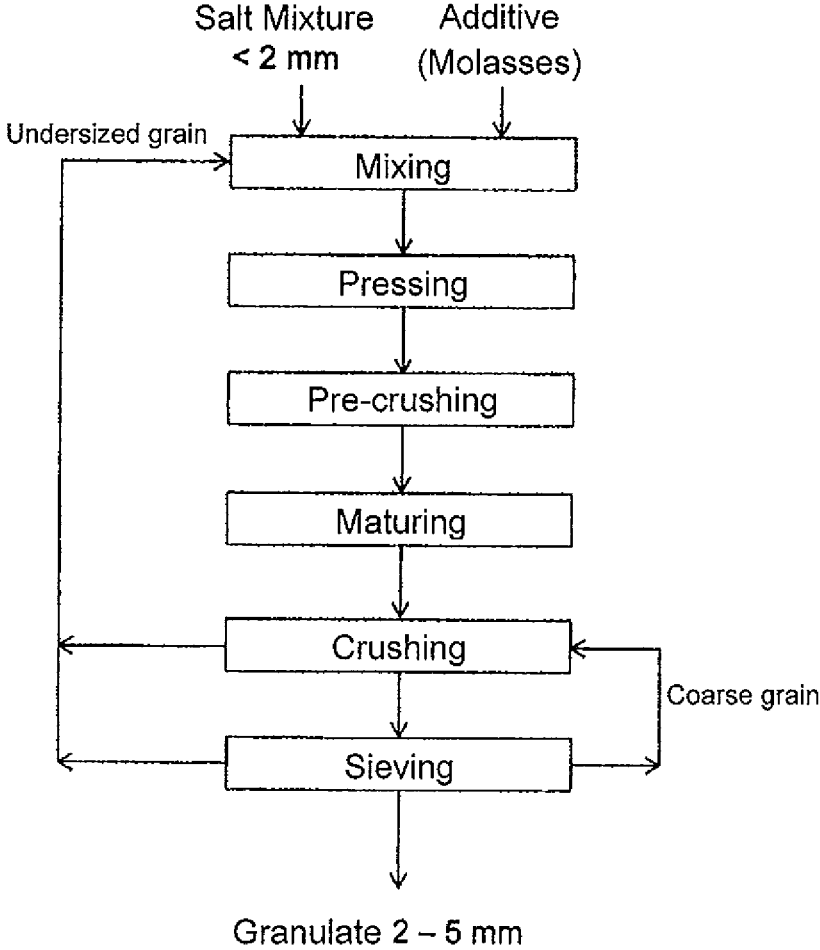 Salt Mixture
< 2 mm
Additive
(Molasses)
Undersized grain
Mixing
Pressing
Pre-crushing
Maturing
Crushing
Coarse grain
Sieving
Granulate 2 – 5 mm